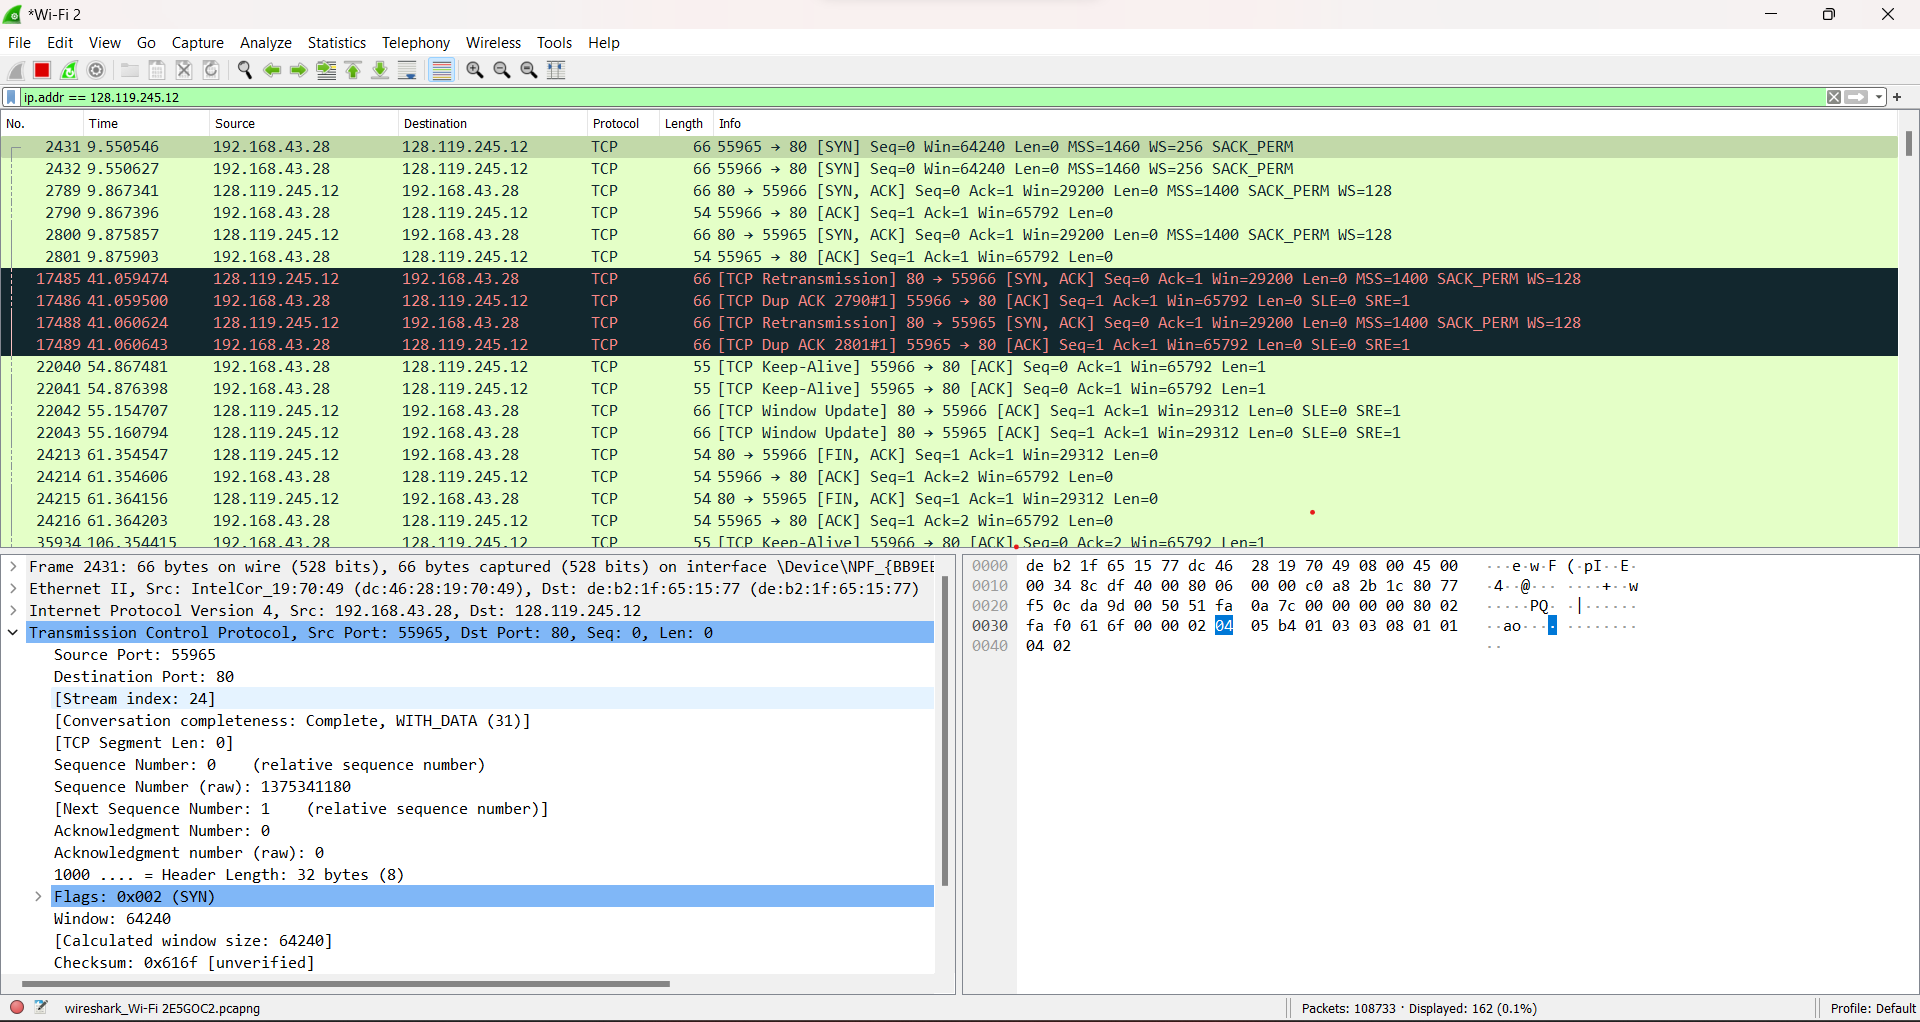 *Wi-Fi 2
File Edit View Go Capture Analyze Statistics Telephony Wireless Tools Help
ip.addr == 128.119.245.12
No. Time Source Destination Protocol Length Info
2431 9.550546 192.168.43.28 128.119.245.12 TCP 66 55965 → 80 [SYN] Seq=0 Win=64240 Len=0 MSS=1460 WS=256 SACK_PERM
2432 9.550627 192.168.43.28 128.119.245.12 TCP 66 55966 → 80 [SYN] Seq=0 Win=64240 Len=0 MSS=1460 WS=256 SACK_PERM
2789 9.867341 128.119.245.12 192.168.43.28 TCP 66 80 → 55966 [SYN, ACK] Seq=0 Ack=1 Win=29200 Len=0 MSS=1400 SACK_PERM WS=128
2790 9.867396 192.168.43.28 128.119.245.12 TCP 54 55966 → 80 [ACK] Seq=1 Ack=1 Win=65792 Len=0
2800 9.875857 128.119.245.12 192.168.43.28 TCP 66 80 → 55965 [SYN, ACK] Seq=0 Ack=1 Win=29200 Len=0 MSS=1400 SACK_PERM WS=128
2801 9.875903 192.168.43.28 128.119.245.12 TCP 54 55965 → 80 [ACK] Seq=1 Ack=1 Win=65792 Len=0
17485 41.059474 128.119.245.12 192.168.43.28 TCP 66 [TCP Retransmission] 80 → 55966 [SYN, ACK] Seq=0 Ack=1 Win=29200 Len=0 MSS=1400 SACK_PERM WS=128
17486 41.059500 192.168.43.28 128.119.245.12 TCP 66 [TCP Dup ACK 2790#1] 55966 → 80 [ACK] Seq=1 Ack=1 Win=65792 Len=0 SLE=0 SRE=1
17488 41.060624 128.119.245.12 192.168.43.28 TCP 66 [TCP Retransmission] 80 → 55965 [SYN, ACK] Seq=0 Ack=1 Win=29200 Len=0 MSS=1400 SACK_PERM WS=128
17489 41.060643 192.168.43.28 128.119.245.12 TCP 66 [TCP Dup ACK 2801#1] 55965 → 80 [ACK] Seq=1 Ack=1 Win=65792 Len=0 SLE=0 SRE=1
22040 54.867481 192.168.43.28 128.119.245.12 TCP 55 [TCP Keep-Alive] 55966 → 80 [ACK] Seq=0 Ack=1 Win=65792 Len=1
22041 54.876398 192.168.43.28 128.119.245.12 TCP 55 [TCP Keep-Alive] 55965 → 80 [ACK] Seq=0 Ack=1 Win=65792 Len=1
22042 55.154707 128.119.245.12 192.168.43.28 TCP 66 [TCP Window Update] 80 → 55966 [ACK] Seq=1 Ack=1 Win=29312 Len=0 SLE=0 SRE=1
22043 55.160794 128.119.245.12 192.168.43.28 TCP 66 [TCP Window Update] 80 → 55965 [ACK] Seq=1 Ack=1 Win=29312 Len=0 SLE=0 SRE=1
24213 61.354547 128.119.245.12 192.168.43.28 TCP 54 80 → 55966 [FIN, ACK] Seq=1 Ack=1 Win=29312 Len=0
24214 61.354606 192.168.43.28 128.119.245.12 TCP 54 55966 → 80 [ACK] Seq=1 Ack=2 Win=65792 Len=0
24215 61.364156 128.119.245.12 192.168.43.28 TCP 54 80 → 55965 [FIN, ACK] Seq=1 Ack=1 Win=29312 Len=0
24216 61.364203 192.168.43.28 128.119.245.12 TCP 54 55965 → 80 [ACK] Seq=1 Ack=2 Win=65792 Len=0
35934 106.354415 192.168.43.28 128.119.245.12 TCP 55 [TCP Keep-Alive] 55966 → 80 [ACK] Seq=0 Ack=2 Win=65792 Len=1
Frame 2431: 66 bytes on wire (528 bits), 66 bytes captured (528 bits) on interface \Device\NPF_{BB9EE
Ethernet II, Src: IntelCor_19:70:49 (dc:46:28:19:70:49), Dst: de:b2:1f:65:15:77 (de:b2:1f:65:15:77)
Internet Protocol Version 4, Src: 192.168.43.28, Dst: 128.119.245.12
Transmission Control Protocol, Src Port: 55965, Dst Port: 80, Seq: 0, Len: 0
Source Port: 55965
Destination Port: 80
[Stream index: 24]
[Conversation completeness: Complete, WITH_DATA (31)]
[TCP Segment Len: 0]
Sequence Number: 0 (relative sequence number)
Sequence Number (raw): 1375341180
[Next Sequence Number: 1 (relative sequence number)]
Acknowledgment Number: 0
Acknowledgment number (raw): 0
1000 .... = Header Length: 32 bytes (8)
Flags: 0x002 (SYN)
Window: 64240
[Calculated window size: 64240]
Checksum: 0x616f [unverified]
0000 de b2 1f 65 15 77 dc 46 28 19 70 49 08 00 45 00 ···e·w·F (·pI··E·
0010 00 34 8c df 40 00 80 06 00 00 c0 a8 2b 1c 80 77 ·4··@··· ····+··w
0020 f5 0c da 9d 00 50 51 fa 0a 7c 00 00 00 00 80 02 ·····PQ· ·|······
0030 fa f0 61 6f 00 00 02 04 05 b4 01 03 03 08 01 01 ··ao···· ········
0040 04 02 ··
wireshark_Wi-Fi 2E5GOC2.pcapng
Packets: 108733 · Displayed: 162 (0.1%)
Profile: Default